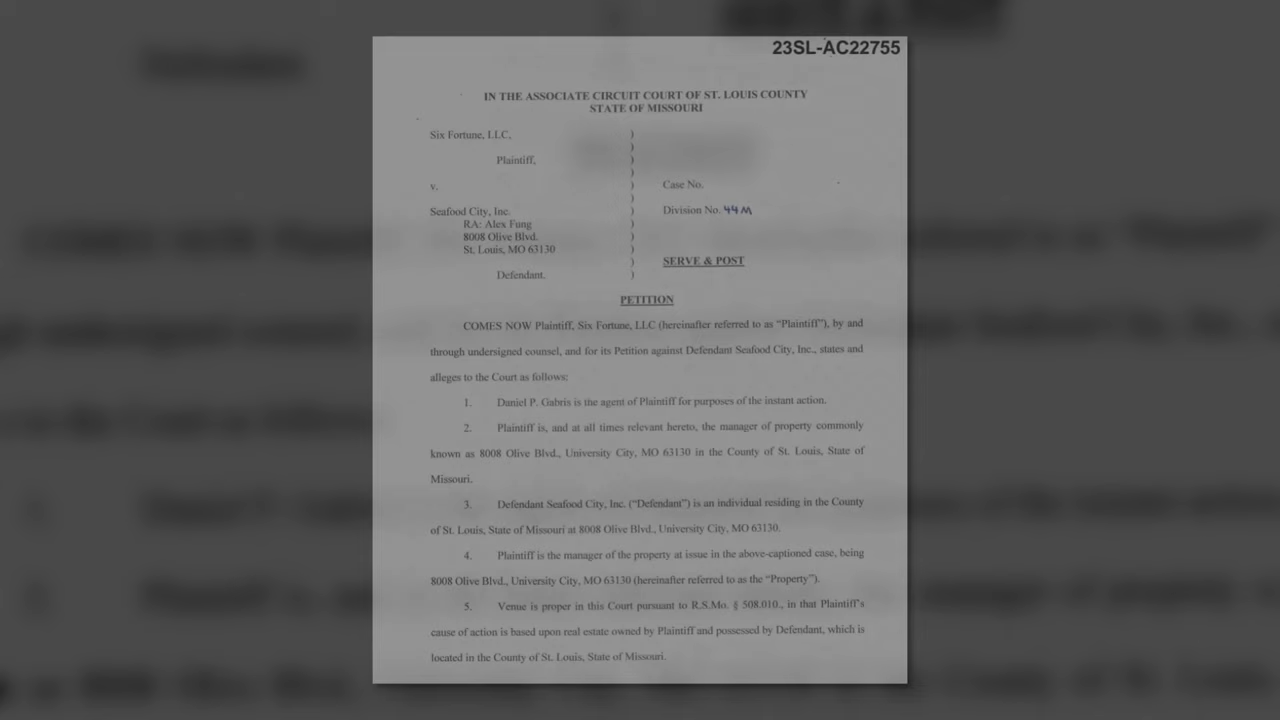 23SL-AC22755
IN THE ASSOCIATE CIRCUIT COURT OF ST. LOUIS COUNTY
STATE OF MISSOURI
Six Fortune, LLC,
Plaintiff,
v.
Case No.
Seafood City, Inc.
Division No. 44M
RA: Alex Fung
8008 Olive Blvd.
St. Louis, MO 63130
SERVE & POST
Defendant.
PETITION
COMES NOW Plaintiff, Six Fortune, LLC (hereinafter referred to as “Plaintiff”), by and
through undersigned counsel, and for its Petition against Defendant Seafood City, Inc., states and
alleges to the Court as follows:
1. Daniel P. Gabris is the agent of Plaintiff for purposes of the instant action.
2. Plaintiff is, and at all times relevant hereto, the manager of property commonly
known as 8008 Olive Blvd., University City, MO 63130 in the County of St. Louis, State of
Missouri.
3. Defendant Seafood City, Inc. (“Defendant”) is an individual residing in the County
of St. Louis, State of Missouri at 8008 Olive Blvd., University City, MO 63130.
4. Plaintiff is the manager of the property at issue in the above-captioned case, being
8008 Olive Blvd., University City, MO 63130 (hereinafter referred to as the “Property”).
5. Venue is proper in this Court pursuant to R.S.Mo. § 508.010., in that Plaintiff’s
cause of action is based upon real estate owned by Plaintiff and possessed by Defendant, which is
located in the County of St. Louis, State of Missouri.